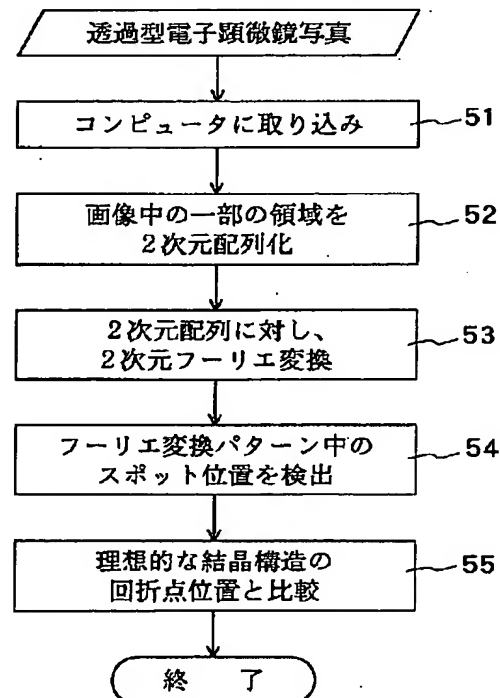 透過型電子顕微鏡写真
コンピュータに取り込み
51
画像中の一部の領域を
2次元配列化
52
2次元配列に対し、
2次元フーリエ変換
53
フーリエ変換パターン中の
スポット位置を検出
54
理想的な結晶構造の
回折点位置と比較
55
終 了